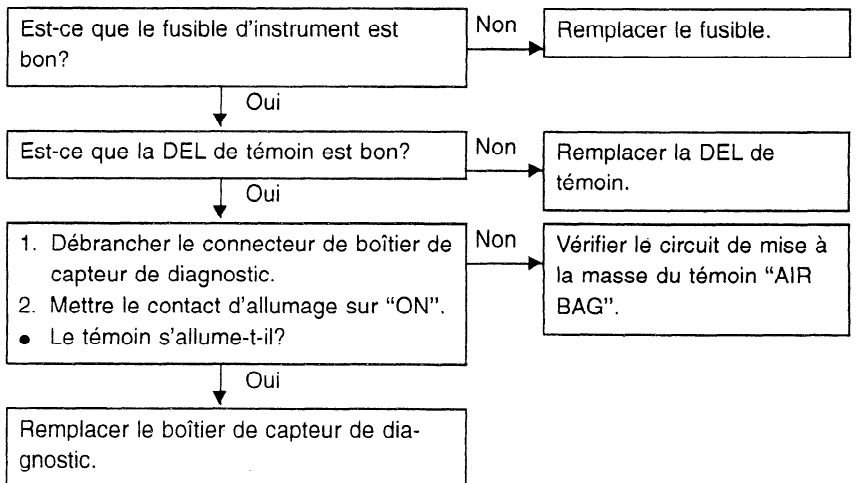 Est-ce que le fusible d'instrument est
bon?
Non
Remplacer le fusible.
Oui
Est-ce que la DEL de témoin est bon?
Non
Remplacer la DEL de
témoin.
Oui
1. Débrancher le connecteur de boîtier de
capteur de diagnostic.
2. Mettre le contact d'allumage sur “ON”.
• Le témoin s'allume-t-il?
Non
Vérifier le circuit de mise à
la masse du témoin “AIR
BAG”.
Oui
Remplacer le boîtier de capteur de dia-
gnostic.